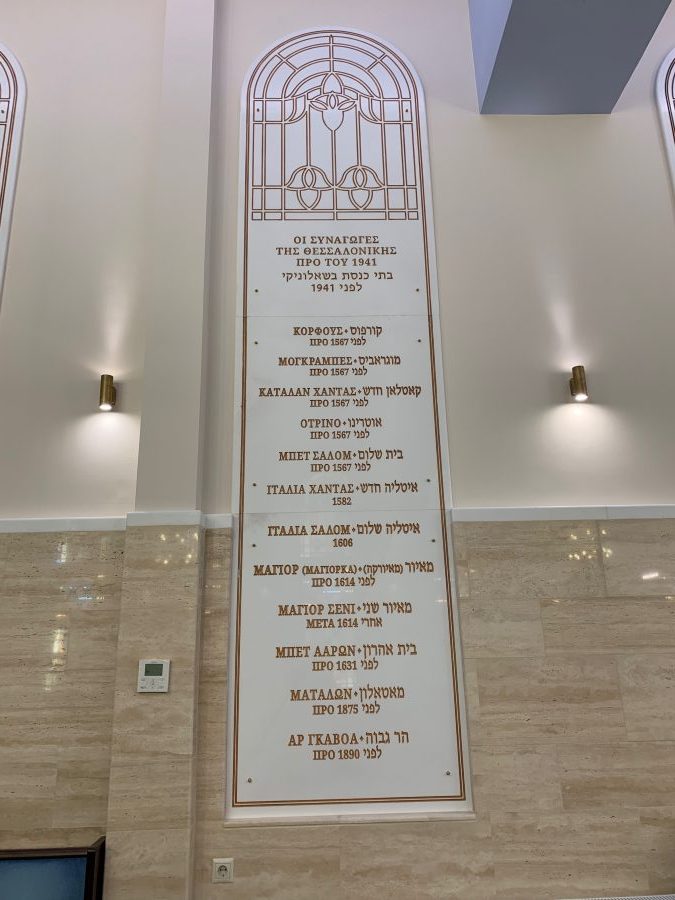 ΟΙ ΣΥΝΑΓΩΓΕΣ
ΤΗΣ ΘΕΣΣΑΛΟΝΙΚΗΣ
ΠΡΟ ΤΟΥ 1941
בתי כנסת בשאלוניקי
לפני 1941
ΚΟΡΦΟΥΣ • קורפוס
ΠΡΟ 1567 לפני
ΜΟΓΚΡΑΜΠΕΣ • מוגראביס
ΠΡΟ 1567 לפני
ΚΑΤΑΛΑΝ ΧΑΝΤΑΣ • קאטלאן חדש
ΠΡΟ 1567 לפני
ΟΤΡΙΝΟ • אוטרינו
ΠΡΟ 1567 לפני
ΜΠΕΤ ΣΑΛΟΜ • בית שלום
ΠΡΟ 1567 לפני
ΙΤΑΛΙΑ ΧΑΝΤΑΣ • איטליה חדש
1582
ΙΤΑΛΙΑ ΣΑΛΟΜ • איטליה שלום
1606
ΜΑΓΙΟΡ (ΜΑΓΙΟΡΚΑ) • מאיור (מאיורקה)
ΠΡΟ 1614 לפני
ΜΑΓΙΟΡ ΣΕΝΙ • מאיור שני
ΜΕΤΑ 1614 אחרי
ΜΠΕΤ ΑΑΡΩΝ • בית אהרון
ΠΡΟ 1631 לפני
ΜΑΤΑΛΩΝ • מאטאלון
ΠΡΟ 1875 לפני
ΑΡ ΓΚΑΒΟΑ • הר גבוה
ΠΡΟ 1890 לפני